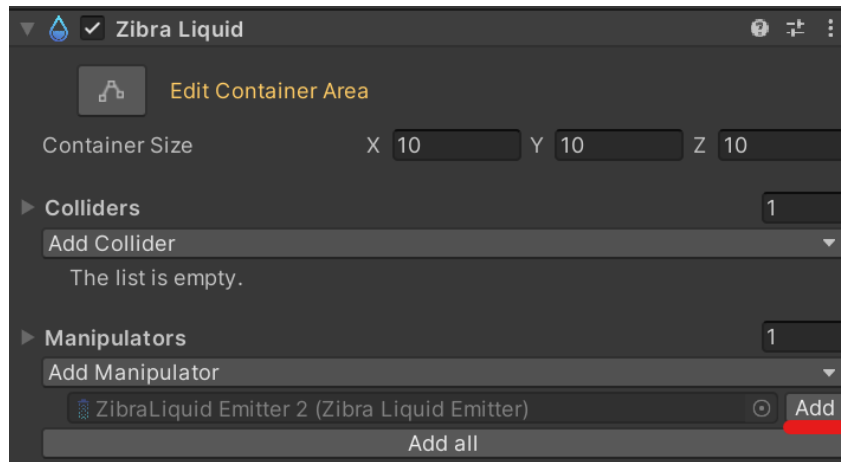 Zibra Liquid
Edit Container Area
Container Size X 10 Y 10 Z 10
Colliders 1
Add Collider
The list is empty.
Manipulators 1
Add Manipulator
ZibraLiquid Emitter 2 (Zibra Liquid Emitter) Add
Add all